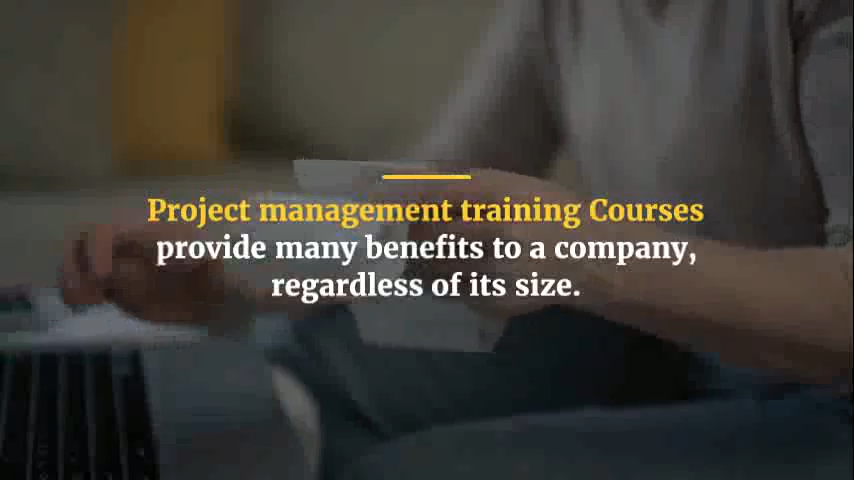 Project management training Courses
provide many benefits to a company,
regardless of its size.